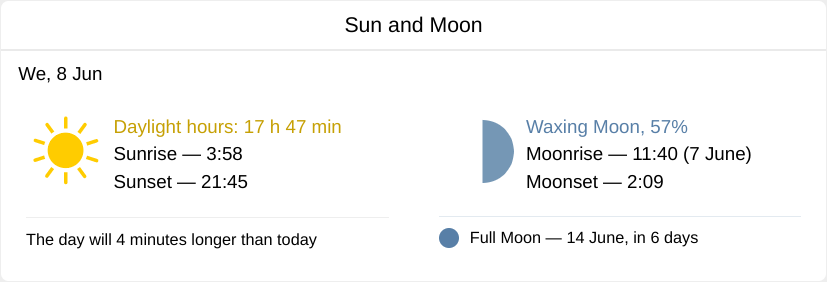 Sun and Moon
We, 8 Jun
Daylight hours: 17 h 47 min
Sunrise — 3:58
Sunset — 21:45
The day will 4 minutes longer than today
Waxing Moon, 57%
Moonrise — 11:40 (7 June)
Moonset — 2:09
Full Moon — 14 June, in 6 days